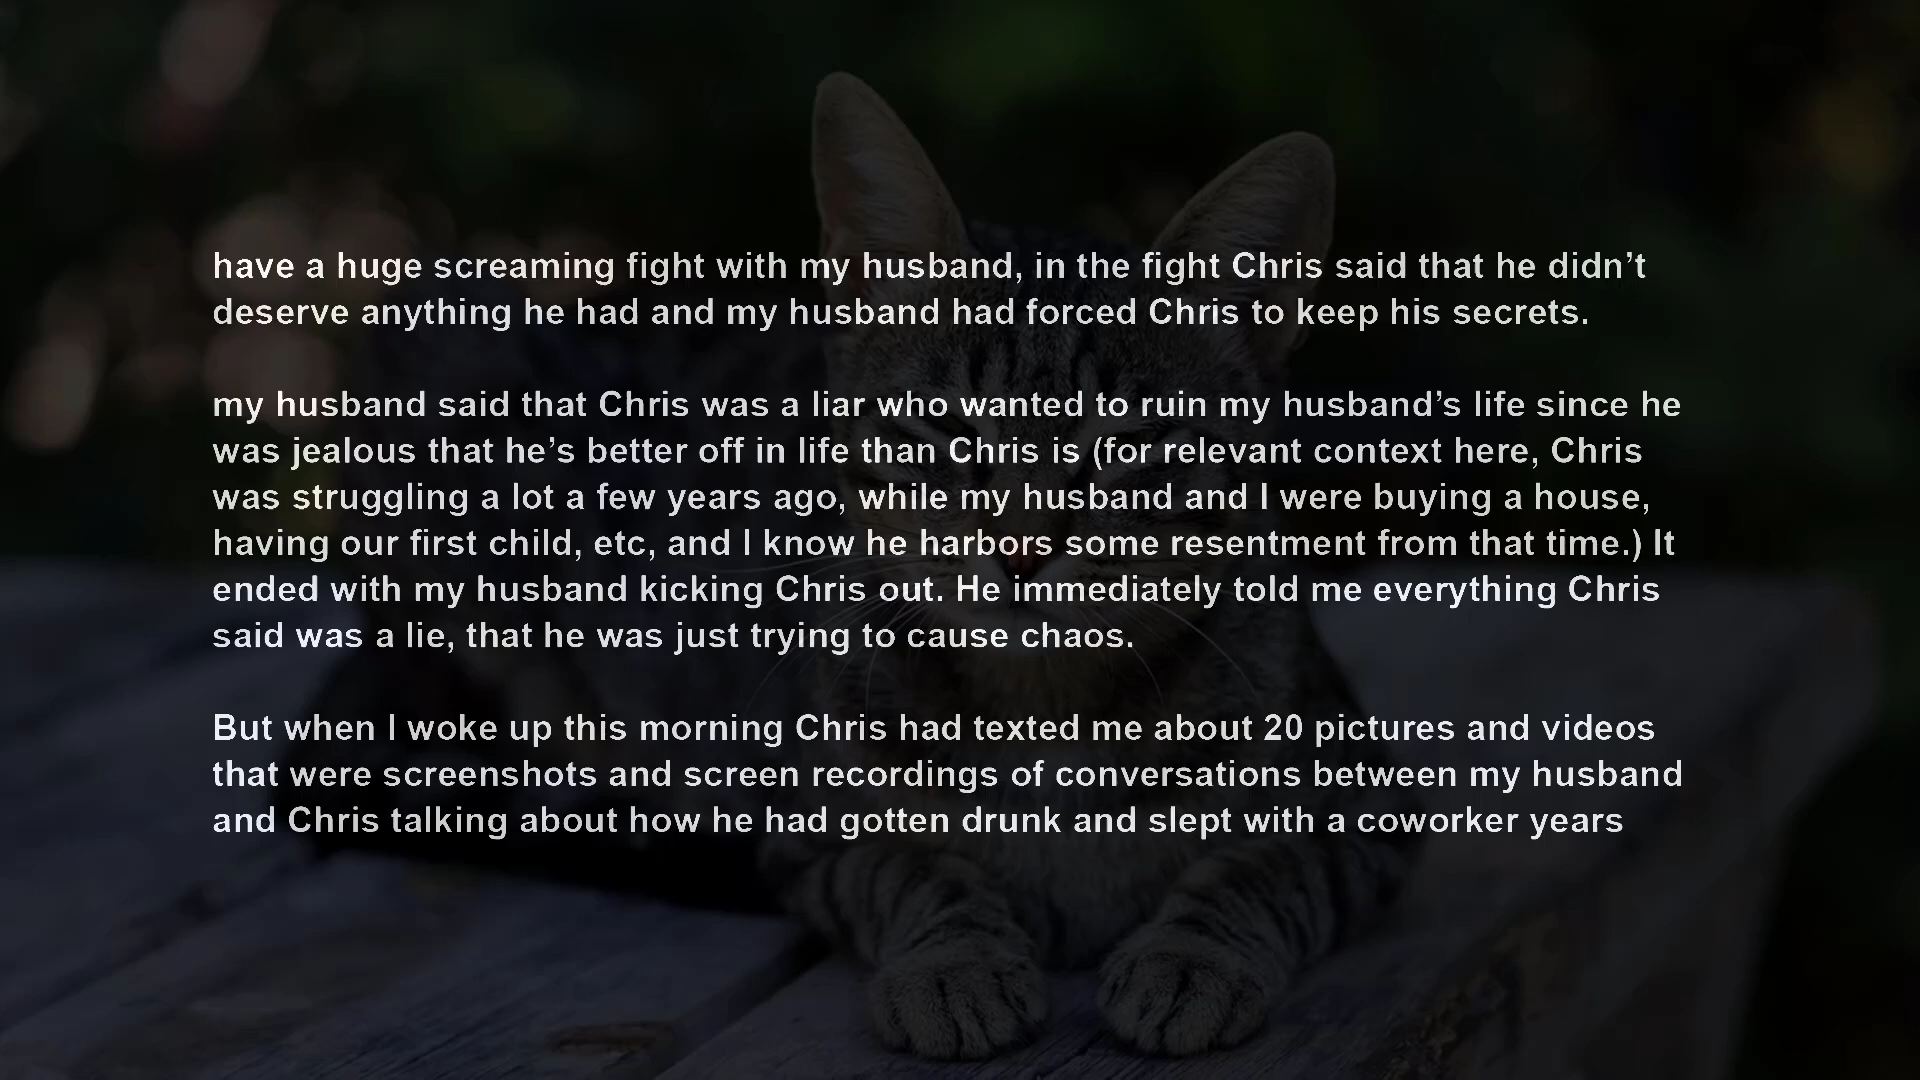 have a huge screaming fight with my husband, in the fight Chris said that he didn’t
deserve anything he had and my husband had forced Chris to keep his secrets.
my husband said that Chris was a liar who wanted to ruin my husband’s life since he
was jealous that he’s better off in life than Chris is (for relevant context here, Chris
was struggling a lot a few years ago, while my husband and I were buying a house,
having our first child, etc, and I know he harbors some resentment from that time.) It
ended with my husband kicking Chris out. He immediately told me everything Chris
said was a lie, that he was just trying to cause chaos.
But when I woke up this morning Chris had texted me about 20 pictures and videos
that were screenshots and screen recordings of conversations between my husband
and Chris talking about how he had gotten drunk and slept with a coworker years